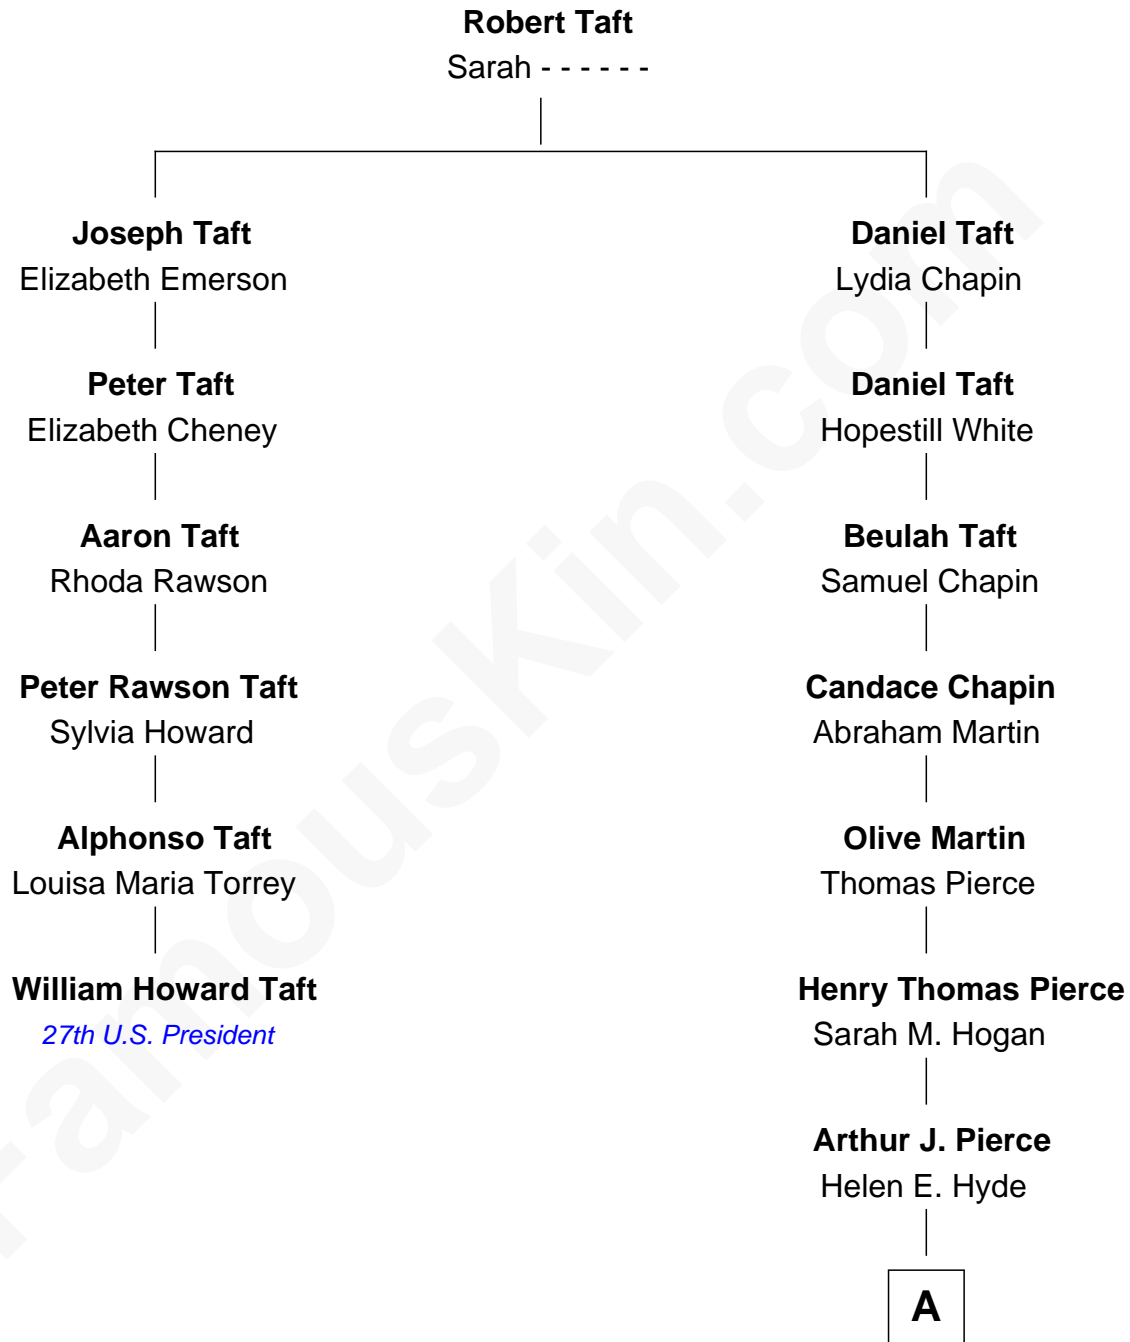 Robert Taft
Sarah - - - - - -
Joseph Taft
Elizabeth Emerson
Daniel Taft
Lydia Chapin
Peter Taft
Elizabeth Cheney
Daniel Taft
Hopestill White
Aaron Taft
Rhoda Rawson
Beulah Taft
Samuel Chapin
Peter Rawson Taft
Sylvia Howard
Candace Chapin
Abraham Martin
Alphonso Taft
Louisa Maria Torrey
Olive Martin
Thomas Pierce
William Howard Taft
27th U.S. President
Henry Thomas Pierce
Sarah M. Hogan
Arthur J. Pierce
Helen E. Hyde
A
FamousKin.com